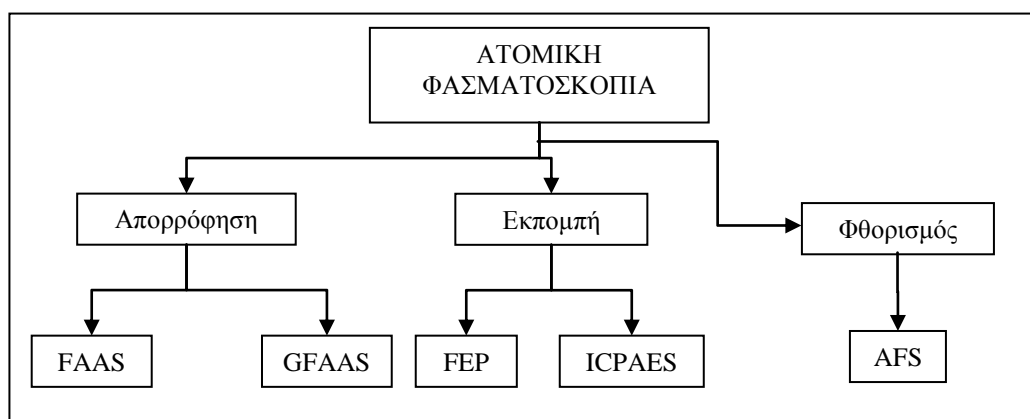 ΑΤΟΜΙΚΗ
ΦΑΣΜΑΤΟΣΚΟΠΙΑ
Απορρόφηση
Εκπομπή
Φθορισμός
FAAS
GFAAS
FEP
ICPAES
AFS